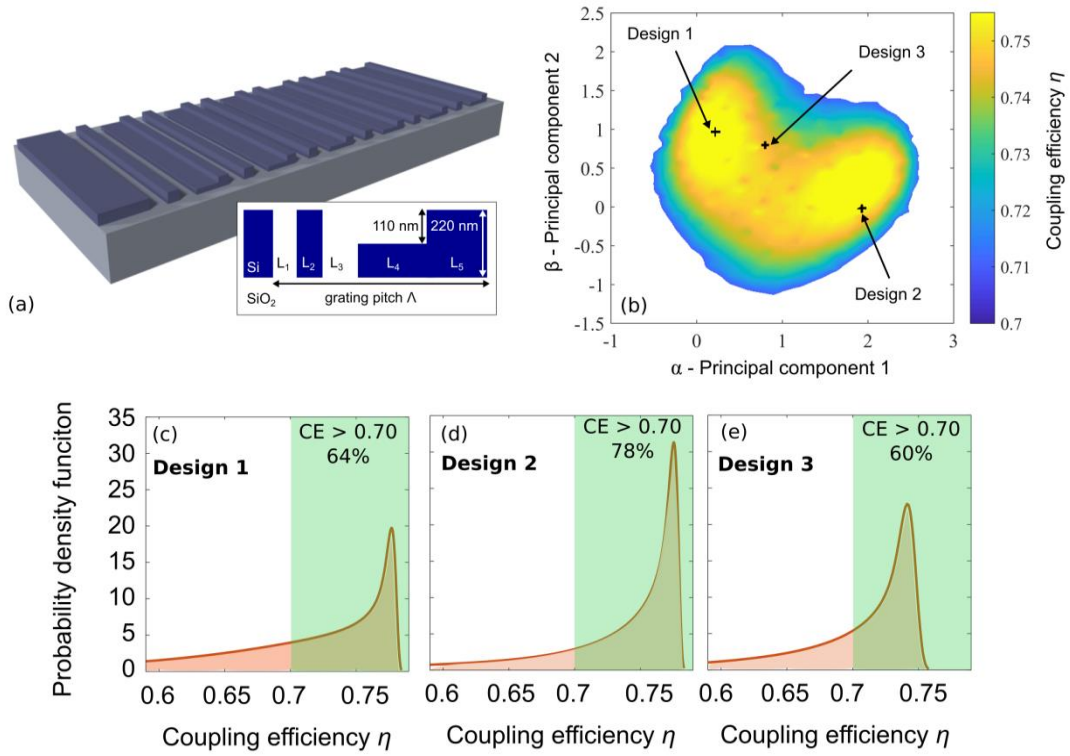 (a)
Si
L₁
L₂
L₃
L₄
L₅
110 nm
220 nm
SiO₂
grating pitch Λ
2.5
2
1.5
1
0.5
0
-0.5
-1
-1.5
β - Principal component 2
Design 1
Design 3
Design 2
(b)
-1
0
1
2
3
α - Principal component 1
0.75
0.74
0.73
0.72
0.71
0.7
Coupling efficiency η
Probability density funciton
35
30
25
20
15
10
5
0
(c)
CE > 0.70
64%
Design 1
0.6
0.65
0.7
0.75
Coupling efficiency η
(d)
CE > 0.70
78%
Design 2
0.6
0.65
0.7
0.75
Coupling efficiency η
(e)
CE > 0.70
60%
Design 3
0.6
0.65
0.7
0.75
Coupling efficiency η